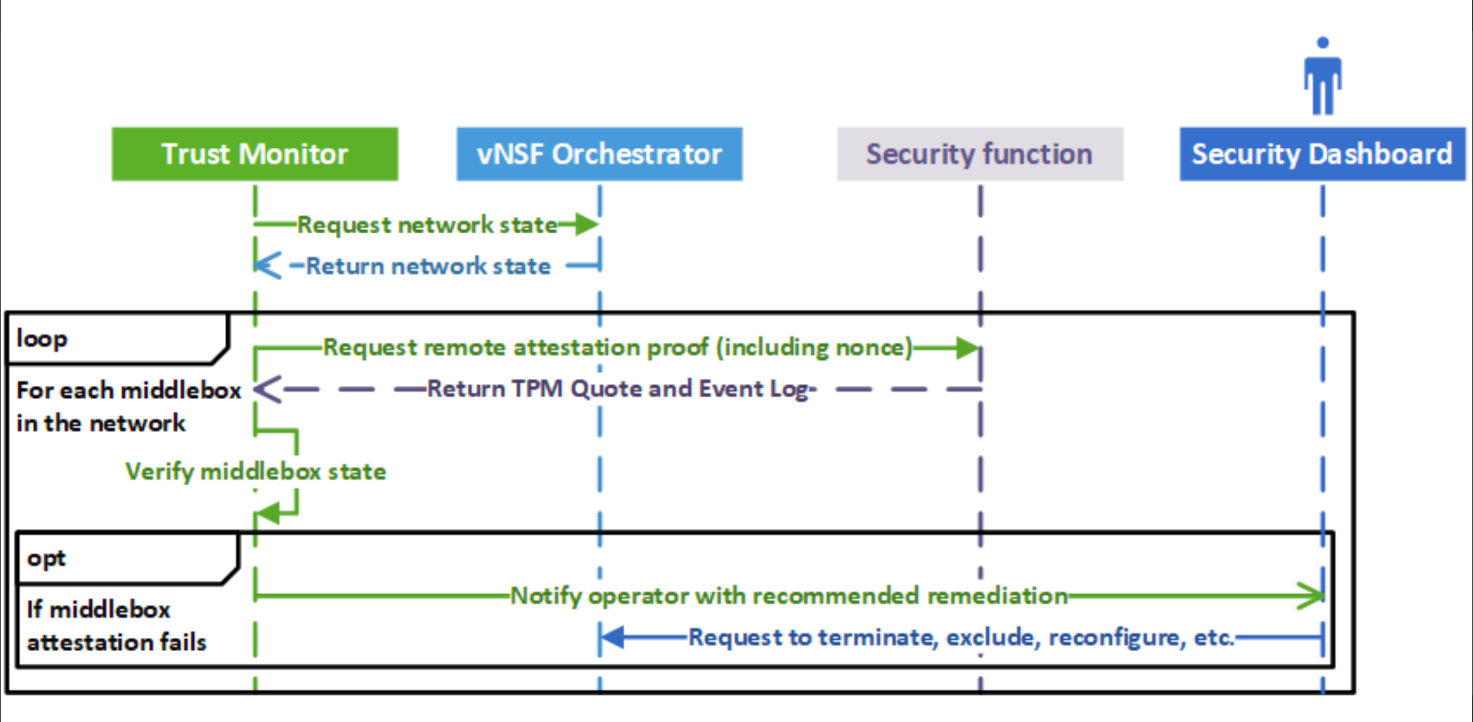 Trust Monitor
vNSF Orchestrator
Security function
Security Dashboard
Request network state
Return network state
loop
Request remote attestation proof (including nonce)
For each middlebox
in the network
Return TPM Quote and Event Log
Verify middlebox state
opt
If middlebox
attestation fails
Notify operator with recommended remediation
Request to terminate, exclude, reconfigure, etc.